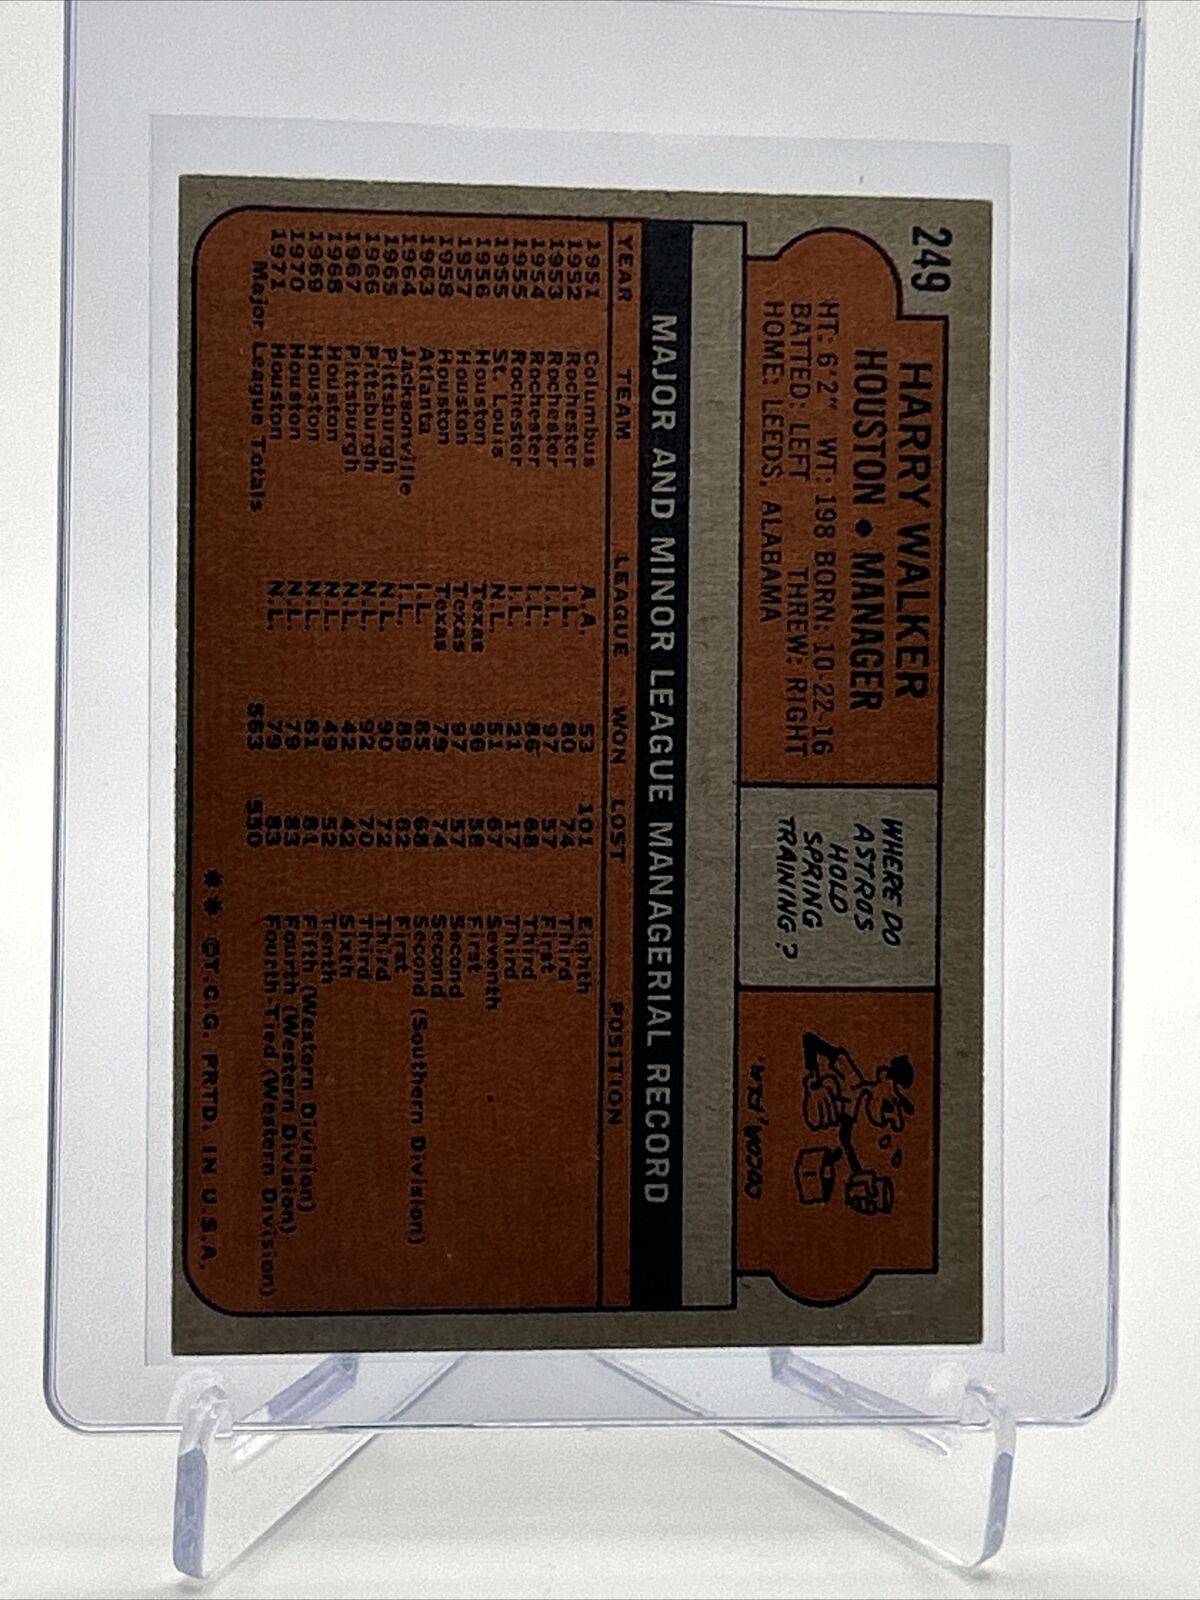 249
HARRY WALKER
HOUSTON • MANAGER
HT: 6'2" WT: 198 BORN: 10-22-16
BATTED: LEFT THREW: RIGHT
HOME: LEEDS, ALABAMA
WHERE DO
ASTROS
HOLD
SPRING
TRAINING?
COCOA, FLA.
MAJOR AND MINOR LEAGUE MANAGERIAL RECORD
YEAR TEAM LEAGUE WON LOST POSITION
1951 Columbus A.A. 53 101 Eighth
1952 Rochester I.L. 80 74 Third
1953 Rochester I.L. 97 57 First
1954 Rochester I.L. 86 68 Third
1955 Rochester I.L. 21 17 Third
1955 St. Louis N.L. 51 67 Seventh
1956 Houston Texas 96 58 First
1957 Houston Texas 97 57 Second
1958 Houston Texas 79 74 Second
1963 Atlanta I.L. 85 68 Second (Southern Division)
1964 Jacksonville I.L. 89 62 First
1965 Pittsburgh N.L. 90 72 Third
1966 Pittsburgh N.L. 92 70 Third
1967 Pittsburgh N.L. 42 42 Sixth
1968 Houston N.L. 49 52 Tenth
1969 Houston N.L. 81 81 Fifth (Western Division)
1970 Houston N.L. 79 83 Fourth (Western Division)
1971 Houston N.L. 79 83 Fourth-Tied (Western Division)
Major League Totals 563 550
** ©T.C.G. PRTD. IN U.S.A.